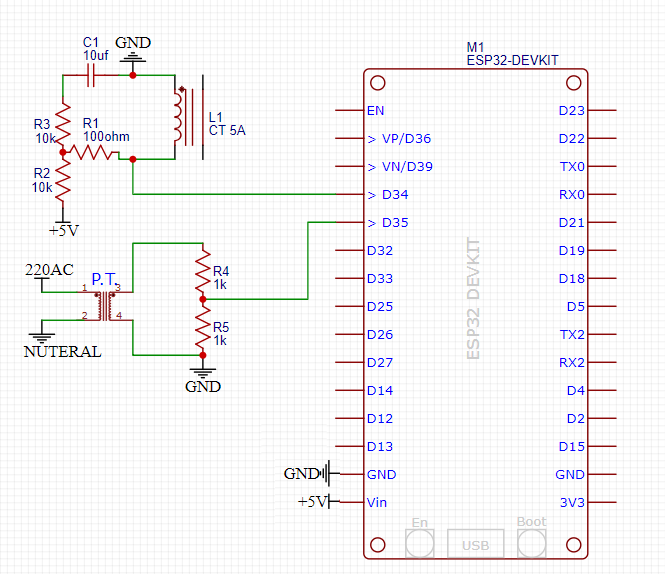 C1
10uf
GND
R3
10k
R1
100ohm
L1
CT 5A
R2
10k
+5V
220AC
P.T.
1
3
2
4
NUTERAL
R4
1k
R5
1k
GND
M1
ESP32-DEVKIT
EN
> VP/D36
> VN/D39
> D34
> D35
D32
D33
D25
D26
D27
D14
D12
D13
GND
GND
+5V
Vin
D23
D22
TX0
RX0
D21
D19
D18
D5
TX2
RX2
D4
D2
D15
GND
3V3
ESP32 DEVKIT
En
USB
Boot